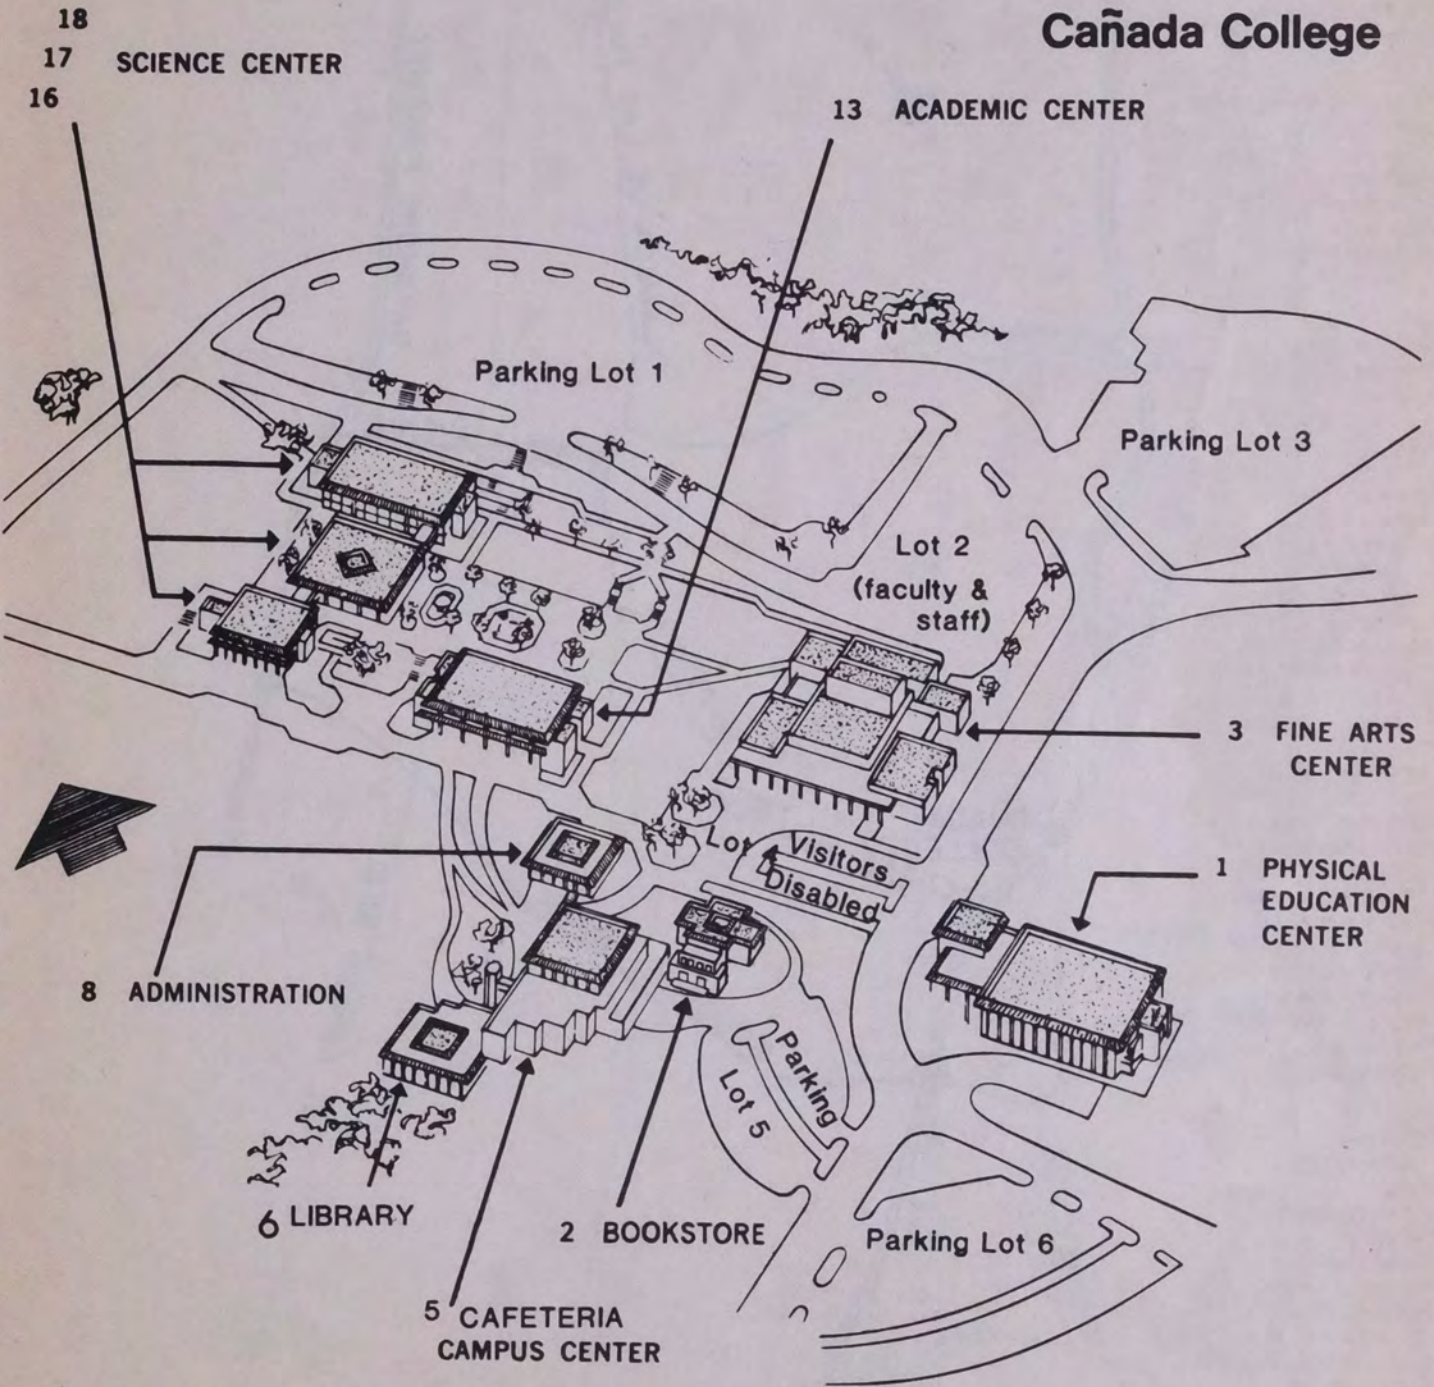 Cañada College
18
17 SCIENCE CENTER
16
13 ACADEMIC CENTER
Parking Lot 1
Parking Lot 3
Lot 2
(faculty &
staff)
3 FINE ARTS
CENTER
Lot 4
Visitors
Disabled
1 PHYSICAL
EDUCATION
CENTER
8 ADMINISTRATION
Parking
Lot 5
6 LIBRARY
2 BOOKSTORE
Parking Lot 6
5 CAFETERIA
CAMPUS CENTER